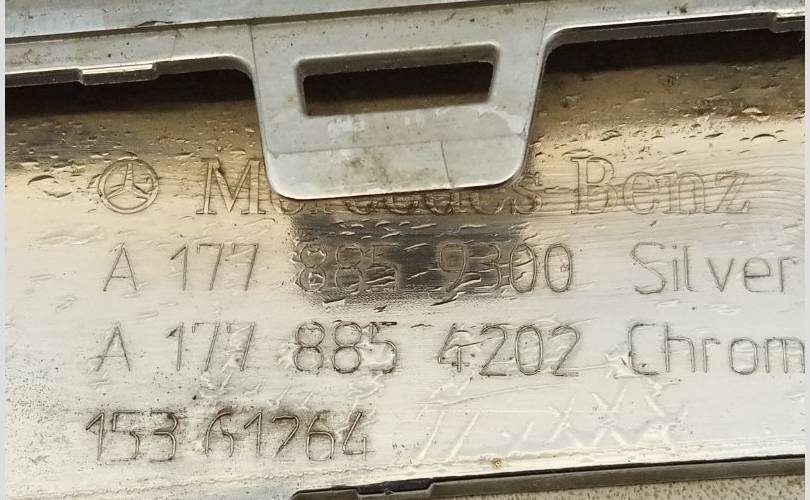 Mercedes Benz
A 177 885 9300 Silver
A 177 885 4202 Chrom
153 61264